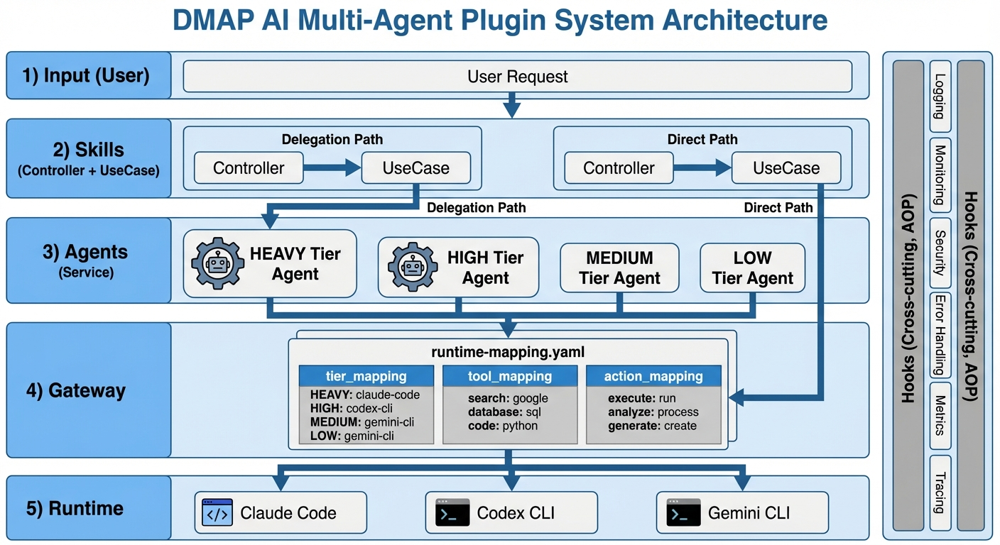 DMAP AI Multi-Agent Plugin System Architecture
1) Input (User)
User Request
2) Skills
(Controller + UseCase)
Delegation Path
Controller
UseCase
Direct Path
Controller
UseCase
Delegation Path
Direct Path
3) Agents
(Service)
HEAVY Tier
Agent
HIGH Tier
Agent
MEDIUM
Tier Agent
LOW
Tier Agent
4) Gateway
runtime-mapping.yaml
tier_mapping
HEAVY: claude-code
HIGH: codex-cli
MEDIUM: gemini-cli
LOW: gemini-cli
tool_mapping
search: google
database: sql
code: python
action_mapping
execute: run
analyze: process
generate: create
5) Runtime
</>
Claude Code
>_
Codex CLI
>_
Gemini CLI
Hooks (Cross-cutting, AOP)
Logging
Monitoring
Security
Error Handling
Metrics
Tracing
Hooks (Cross-cutting, AOP)